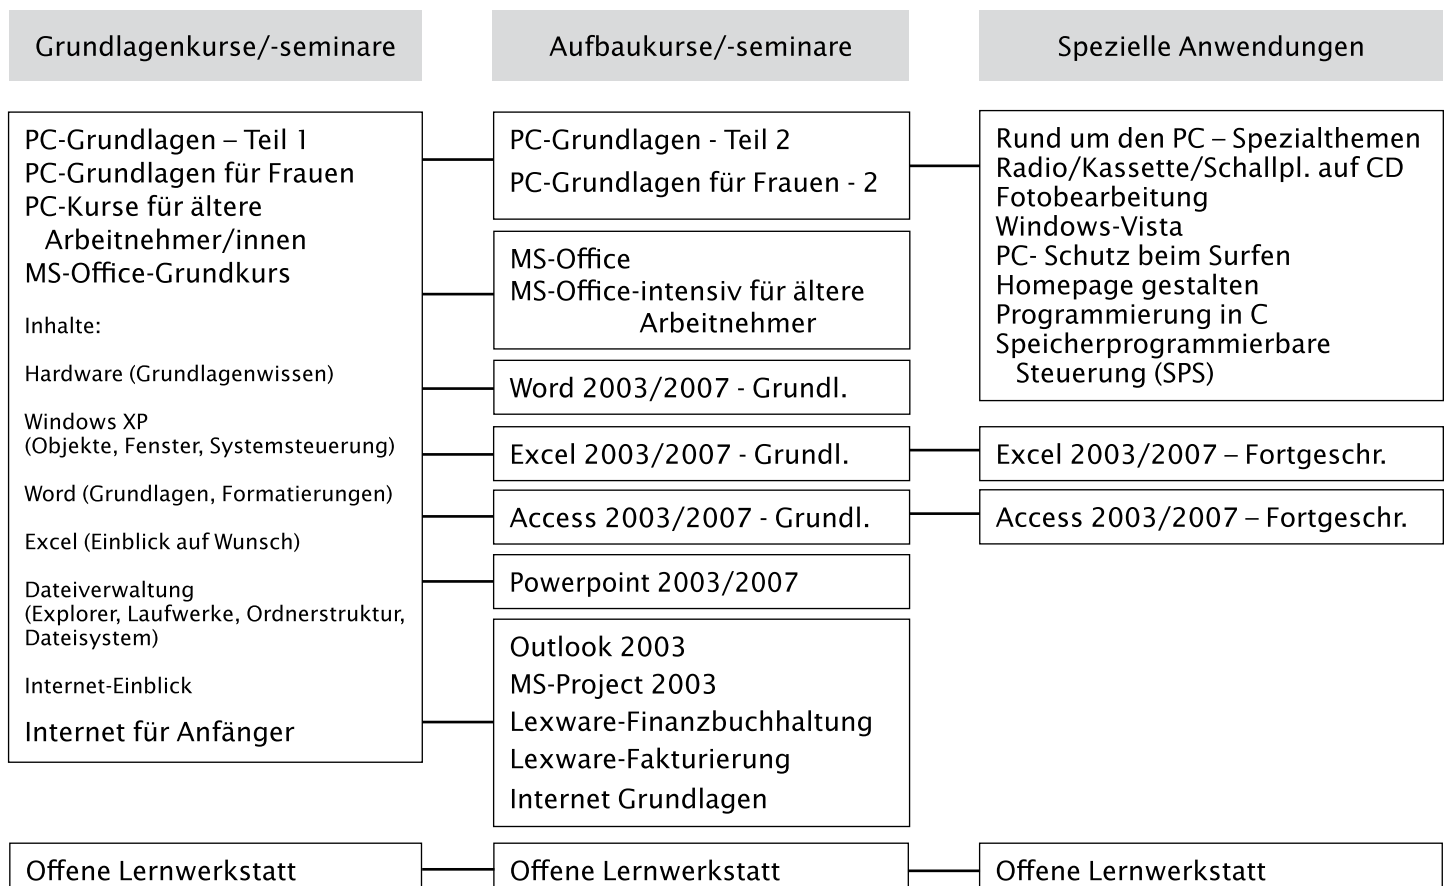 Grundlagenkurse/-seminare
Aufbaukurse/-seminare
Spezielle Anwendungen
PC-Grundlagen – Teil 1
PC-Grundlagen für Frauen
PC-Kurse für ältere
Arbeitnehmer/innen
MS-Office-Grundkurs
Inhalte:
Hardware (Grundlagenwissen)
Windows XP
(Objekte, Fenster, Systemsteuerung)
Word (Grundlagen, Formatierungen)
Excel (Einblick auf Wunsch)
Dateiverwaltung
(Explorer, Laufwerke, Ordnerstruktur,
Dateisystem)
Internet-Einblick
Internet für Anfänger
PC-Grundlagen - Teil 2
PC-Grundlagen für Frauen - 2
MS-Office
MS-Office-intensiv für ältere
Arbeitnehmer
Word 2003/2007 - Grundl.
Excel 2003/2007 - Grundl.
Access 2003/2007 - Grundl.
Powerpoint 2003/2007
Outlook 2003
MS-Project 2003
Lexware-Finanzbuchhaltung
Lexware-Fakturierung
Internet Grundlagen
Rund um den PC – Spezialthemen
Radio/Kassette/Schallpl. auf CD
Fotobearbeitung
Windows-Vista
PC- Schutz beim Surfen
Homepage gestalten
Programmierung in C
Speicherprogrammierbare
Steuerung (SPS)
Excel 2003/2007 – Fortgeschr.
Access 2003/2007 – Fortgeschr.
Offene Lernwerkstatt
Offene Lernwerkstatt
Offene Lernwerkstatt